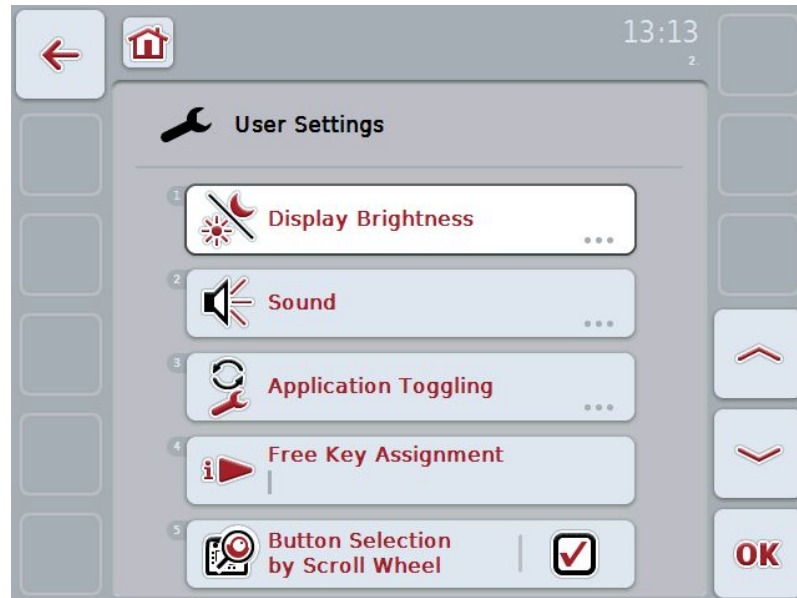 13:13
2.
User Settings
1
Display Brightness
...
2
Sound
...
3
Application Toggling
...
4
i
Free Key Assignment
5
Button Selection
by Scroll Wheel
OK